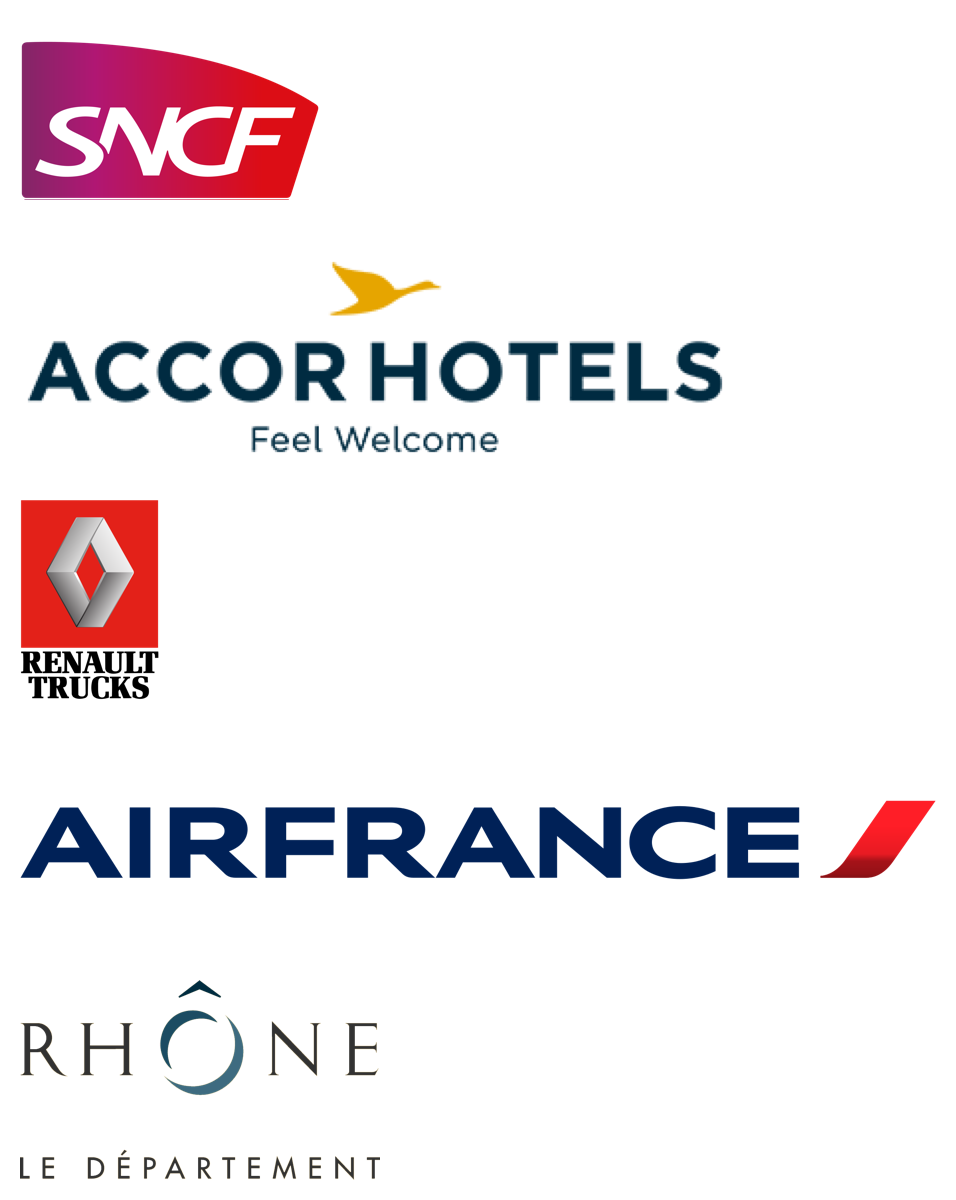 SNCF
ACCOR HOTELS
Feel Welcome
RENAULT
TRUCKS
AIRFRANCE
RHÔNE
LE DÉPARTEMENT